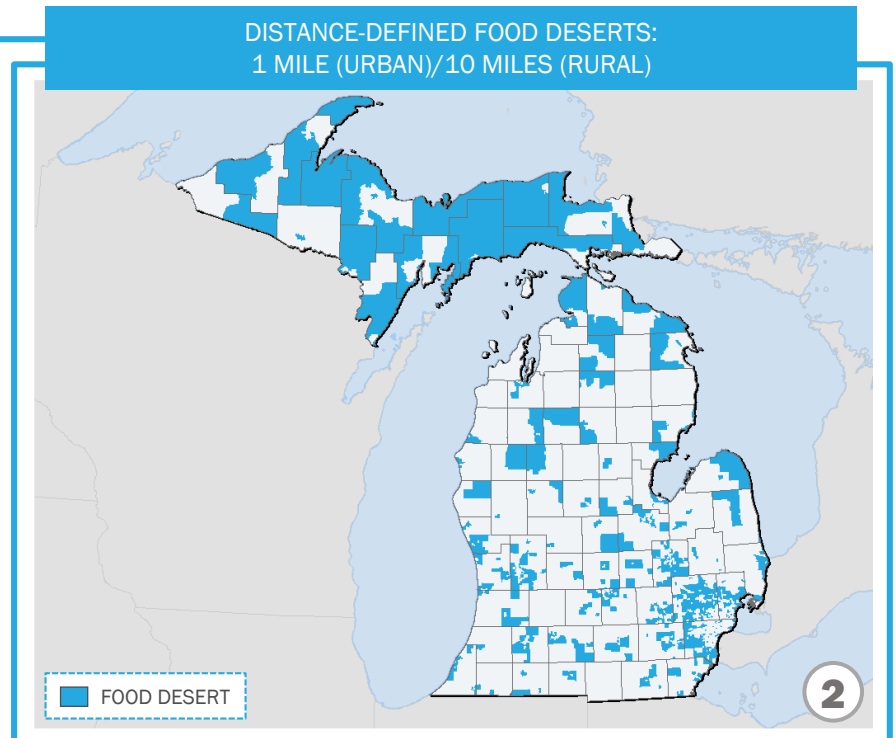 DISTANCE-DEFINED FOOD DESERTS:
1 MILE (URBAN)/10 MILES (RURAL)
FOOD DESERT
2